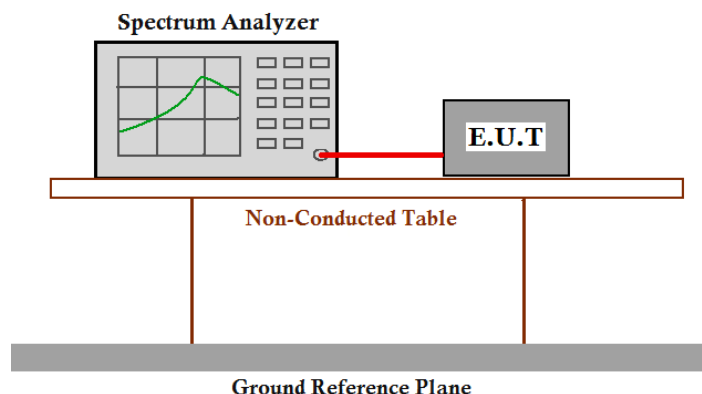 Spectrum Analyzer
E.U.T
Non-Conducted Table
Ground Reference Plane